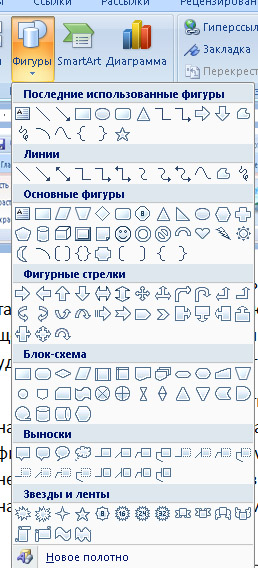 Ссылки Рассылки Рецензирован
Фигуры SmartArt Диаграмма
Гиперссы
Закладка
Перекрест
Последние использованные фигуры
Линии
Основные фигуры
Фигурные стрелки
Блок-схема
Выноски
Звезды и ленты
Новое полотно